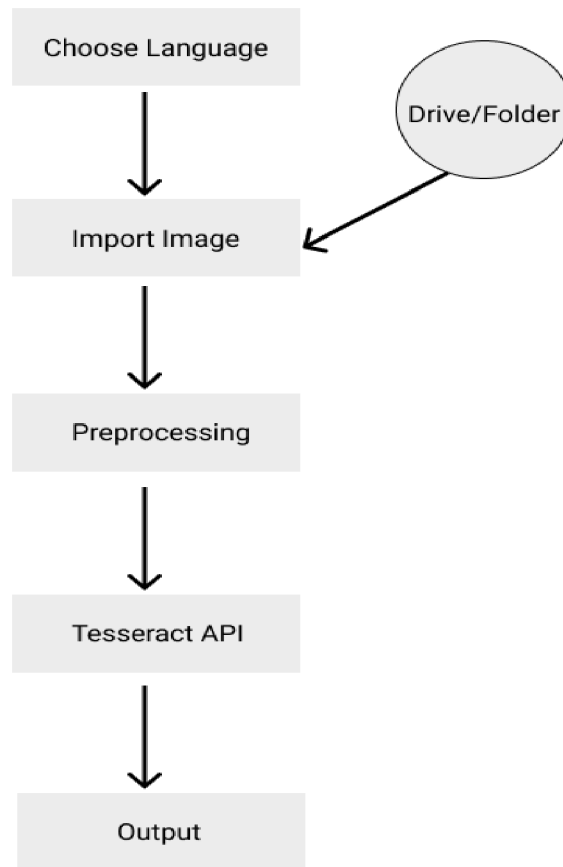 Choose Language
Drive/Folder
Import Image
Preprocessing
Tesseract API
Output